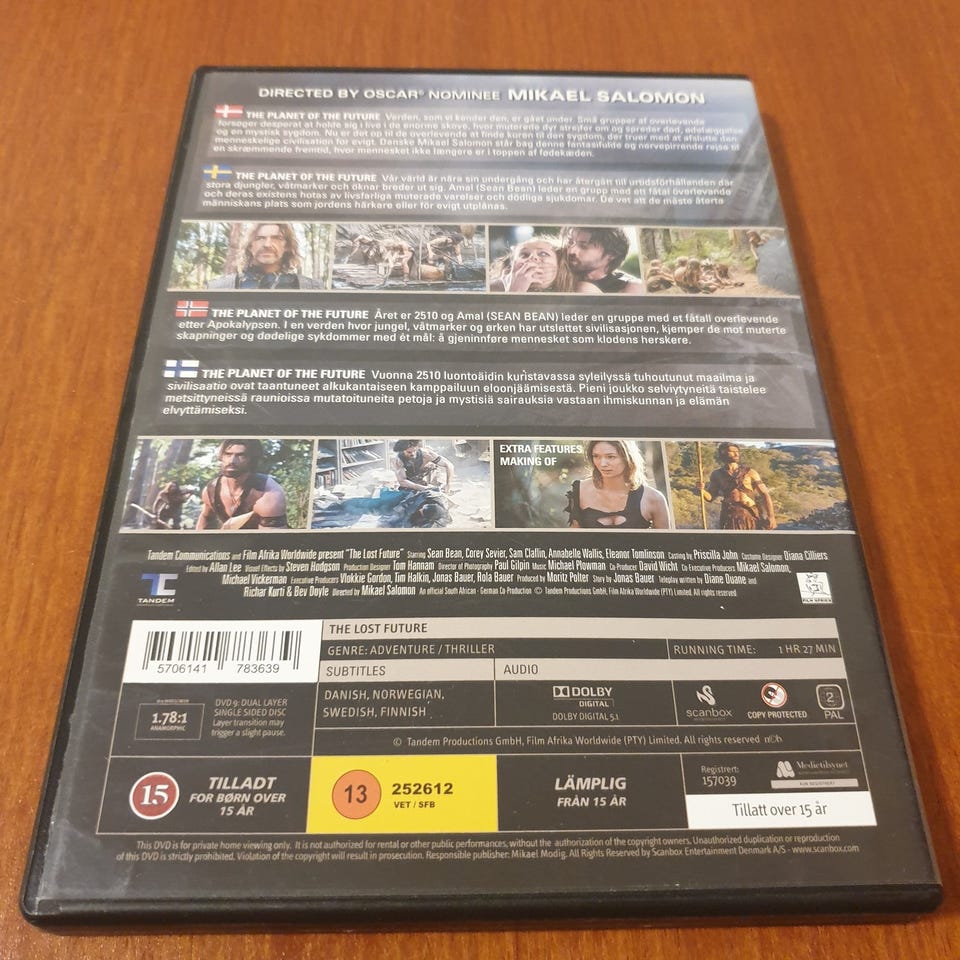 DIRECTED BY OSCAR® NOMINEE MIKAEL SALOMON
THE PLANET OF THE FUTURE Verden, som vi kender den, er gået under. Små grupper af overlevende
forsøger desperat at holde sig i live i de enorme skove, hvor muterede dyr strejfer om og spreder død, ødelæggelse
og en mystisk sygdom. Nu er det op til de overlevende at finde kuren til den sygdom, der truer med at udslette den
menneskelige civilisation for evigt. Danske Mikael Salomon står bag denne fantasifulde og nervepirrende rejse til
en skræmmende fremtid, hvor mennesket ikke længere er i toppen af fødekæden.
THE PLANET OF THE FUTURE Vår värld är nära sin undergång och har återgån till urtidsförhållanden där
stora djungler, våtmarker och öknar breder ut sig. Amal (Sean Bean) leder en grupp med ett fåtal överlevande
och deras existens hotas av livsfarliga muterade varelser och dödliga sjukdomar. De vet att de måste återta
människans plats som jordens härkare eller för evigt utplånas.
THE PLANET OF THE FUTURE Året er 2510 og Amal (SEAN BEAN) leder en gruppe med et fåtall overlevende
etter Apokalypsen. I en verden hvor jungel, våtmarker og ørken har utslettet sivilisasjonen, kjemper de mot muterte
skapninger og dødelige sykdommer med ét mål: å gjeninnføre mennesket som klodens herskere.
THE PLANET OF THE FUTURE Vuonna 2510 luontoäidin kuristavassa syleilyssä tuhoutunut maailma ja
sivilisaatio ovat taantuneet alkukantaiseen kamppailuun eloonjäämisestä. Pieni joukko selviytyneitä taistelee
metsittyneissä raunioissa mutatoituneita petoja ja mystisiä sairauksia vastaan ihmiskunnan ja elämän
elvyttämiseksi.
EXTRA FEATURES
MAKING OF
Tandem Communications and Film Afrika Worldwide present "The Lost Future" Starring Sean Bean, Corey Sevier, Sam Claflin, Annabelle Wallis, Eleanor Tomlinson Casting by Priscilla John Costume Designer Diana Cilliers
Edited by Allan Lee Visual Effects by Steven Hodgson Production Designer Tom Hannam Director of Photography Paul Gilpin Music Michael Plowman Co-Producer David Wicht Co Executive Producers Mikael Salomon,
Michael Vickerman Executive Producers Vlokkie Gordon, Tim Halkin, Jonas Bauer, Rola Bauer Produced by Moritz Polter Story by Jonas Bauer Teleplay written by Diane Duane and
Richar Kurti & Bev Doyle Directed by Mikael Salomon An official South African - German Co Production © Tandem Productions GmbH, Film Afrika Worldwide (PTY) Limited. All rights reserved
TANDEM
FILM AFRIKA
THE LOST FUTURE
GENRE: ADVENTURE / THRILLER
RUNNING TIME: 1 HR 27 MIN
5706141 783639
SUBTITLES
AUDIO
1.78:1
ANAMORPHIC
DVD 9: DUAL LAYER
SINGLE SIDED DISC
Layer transition may
trigger a slight pause.
DANISH, NORWEGIAN,
SWEDISH, FINNISH
DOLBY
DIGITAL
DOLBY DIGITAL 5.1
scanbox
COPY PROTECTED
2
PAL
© Tandem Productions GmbH, Film Afrika Worldwide (PTY) Limited. All rights reserved
15
TILLADT
FOR BØRN OVER
15 ÅR
13
252612
VET / SFB
LÄMPLIG
FRÅN 15 ÅR
Registrert:
157039
Medietilsynet
Tillatt over 15 år
This DVD is for private home viewing only. It is not authorized for rental or other public performances, without the authorization of the copyright owners. Unauthorized duplication or reproduction
of this DVD is strictly prohibited. Violation of the copyright will result in prosecution. Responsible publisher: Mikael Modig. All Rights Reserved by Scanbox Entertainment Denmark A/S - www.scanbox.com